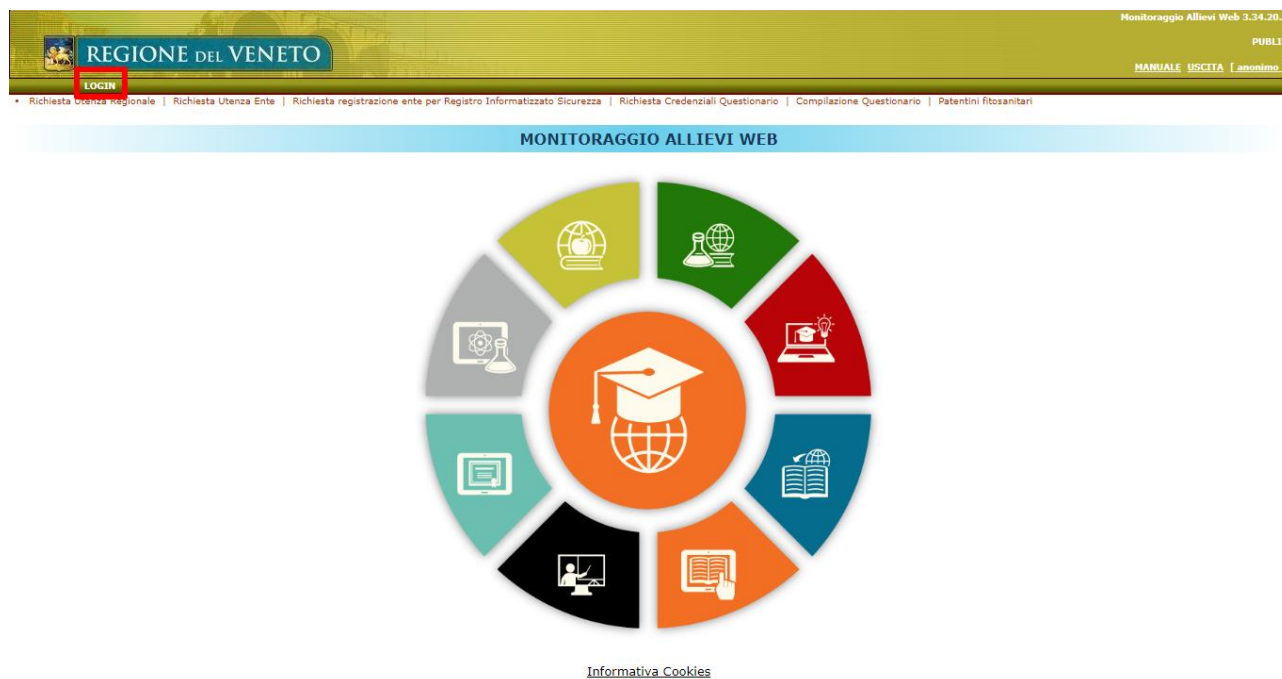 Monitoraggio Allievi Web 3.34.20.
REGIONE DEL VENETO
PUBLI
MANUALE USCITA [ anonimo
LOGIN
• Richiesta Utenza Regionale | Richiesta Utenza Ente | Richiesta registrazione ente per Registro Informatizzato Sicurezza | Richiesta Credenziali Questionario | Compilazione Questionario | Patentini fitosanitari
MONITORAGGIO ALLIEVI WEB
Informativa Cookies